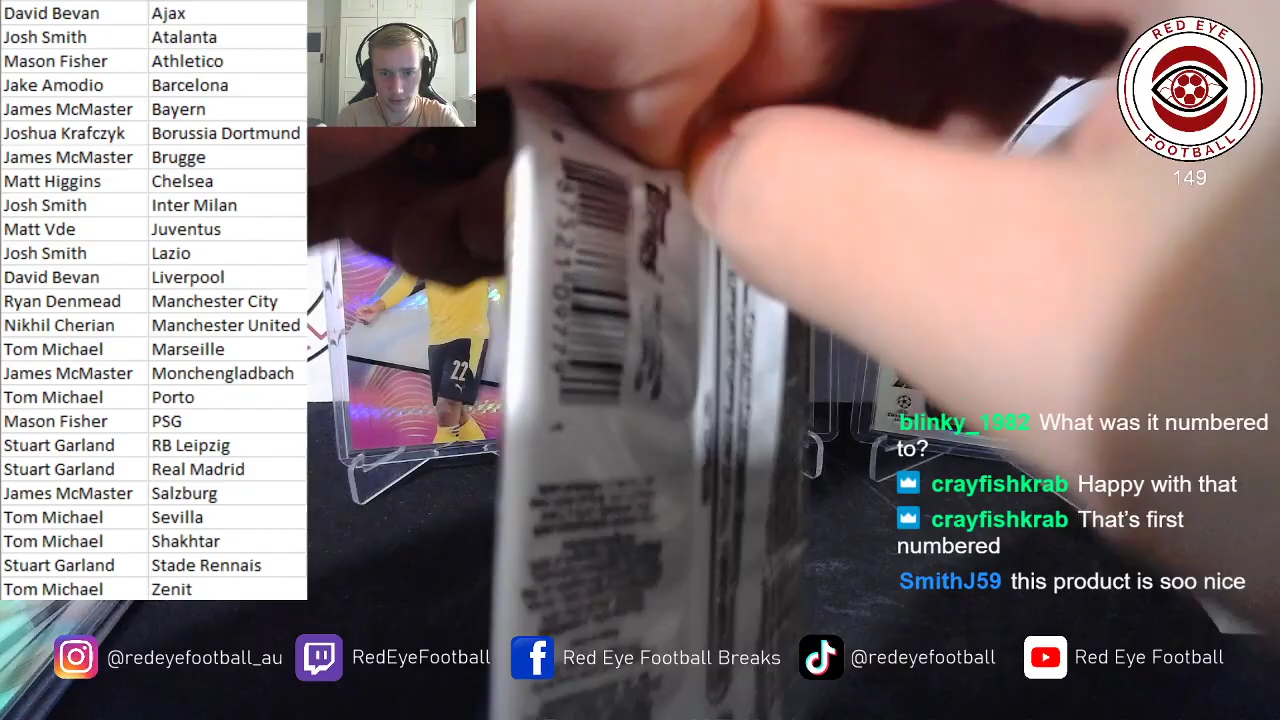 David Bevan Ajax
Josh Smith Atalanta
Mason Fisher Athletico
Jake Amodio Barcelona
James McMaster Bayern
Joshua Krafczyk Borussia Dortmund
James McMaster Brugge
Matt Higgins Chelsea
Josh Smith Inter Milan
Matt Vde Juventus
Josh Smith Lazio
David Bevan Liverpool
Ryan Denmead Manchester City
Nikhil Cherian Manchester United
Tom Michael Marseille
James McMaster Monchengladbach
Tom Michael Porto
Mason Fisher PSG
Stuart Garland RB Leipzig
Stuart Garland Real Madrid
James McMaster Salzburg
Tom Michael Sevilla
Tom Michael Shakhtar
Stuart Garland Stade Rennais
Tom Michael Zenit
RED EYE
FOOTBALL
149
22
Topps
blinky_1982 What was it numbered
to?
crayfishkrab Happy with that
crayfishkrab That's first
numbered
SmithJ59 this product is soo nice
@redeyefootball_au RedEyeFootball Red Eye Football Breaks @redeyefootball Red Eye Football